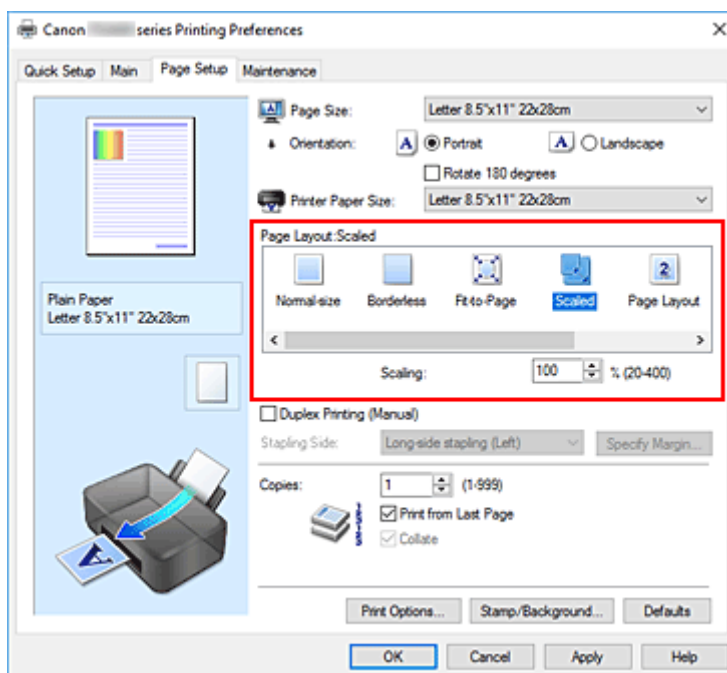 Canon series Printing Preferences
Quick Setup Main Page Setup Maintenance
Page Size: Letter 8.5"x11" 22x28cm
Orientation: A Portrait A Landscape
Rotate 180 degrees
Printer Paper Size: Letter 8.5"x11" 22x28cm
Page Layout:Scaled
2
Normal-size Borderless Fit-to-Page Scaled Page Layout
Plain Paper
Letter 8.5"x11" 22x28cm
Scaling: 100 % (20-400)
Duplex Printing (Manual)
Stapling Side: Long-side stapling (Left) Specify Margin...
Copies: 1 (1-999)
Print from Last Page
Collate
A
Print Options... Stamp/Background... Defaults
OK Cancel Apply Help